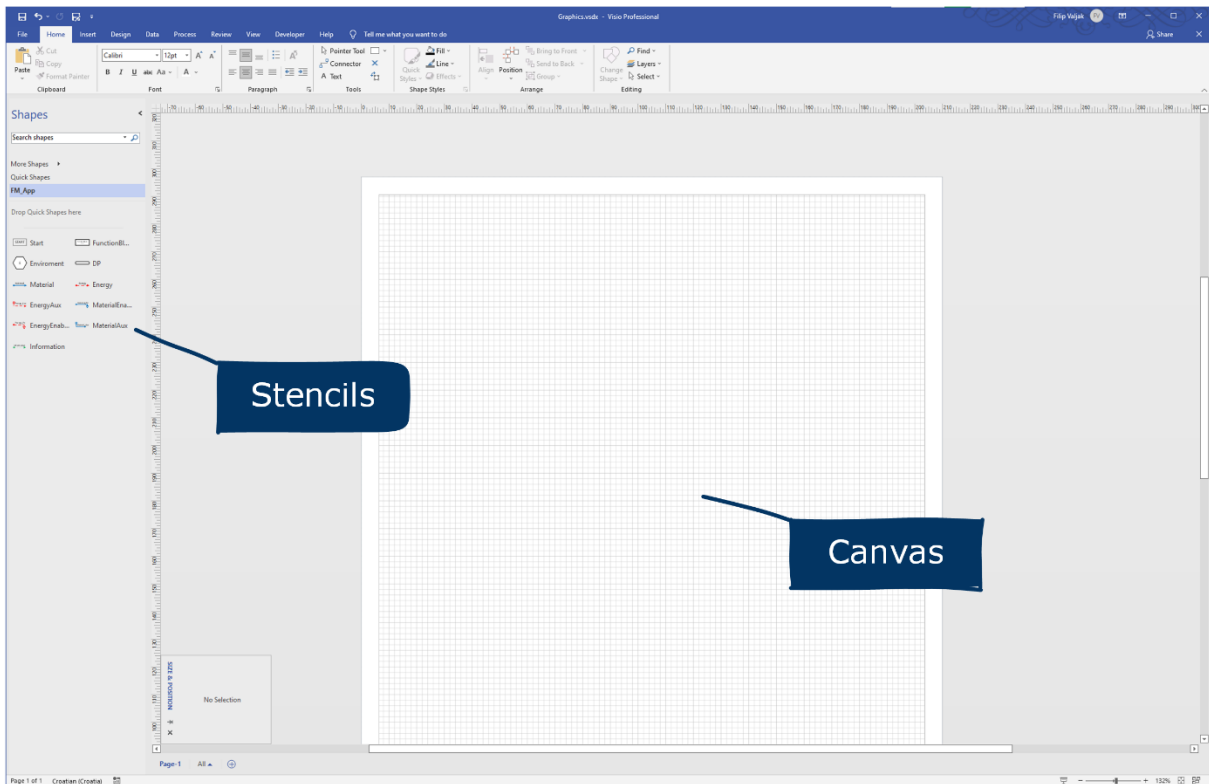 Graphics.vsdx - Visio Professional
Filip Valjak
FV
File Home Insert Design Data Process Review View Developer Help Tell me what you want to do
Share
Paste
Cut
Copy
Format Painter
Clipboard
Calibri 12pt
B I U abc Aa A
Font
Paragraph
Pointer Tool
Connector
A Text
Tools
Quick Styles
Fill
Line
Effects
Shape Styles
Align
Position
Bring to Front
Send to Back
Group
Arrange
Change Shape
Find
Layers
Select
Editing
Shapes
Search shapes
More Shapes
Quick Shapes
FM_App
Drop Quick Shapes here
Start FunctionBl...
Enviroment DP
Material Energy
EnergyAux MaterialEna...
EnergyEnab... MaterialAux
Information
Stencils
Canvas
SIZE & POSITION
No Selection
Page-1 All
Page 1 of 1 Croatian (Croatia)
132%